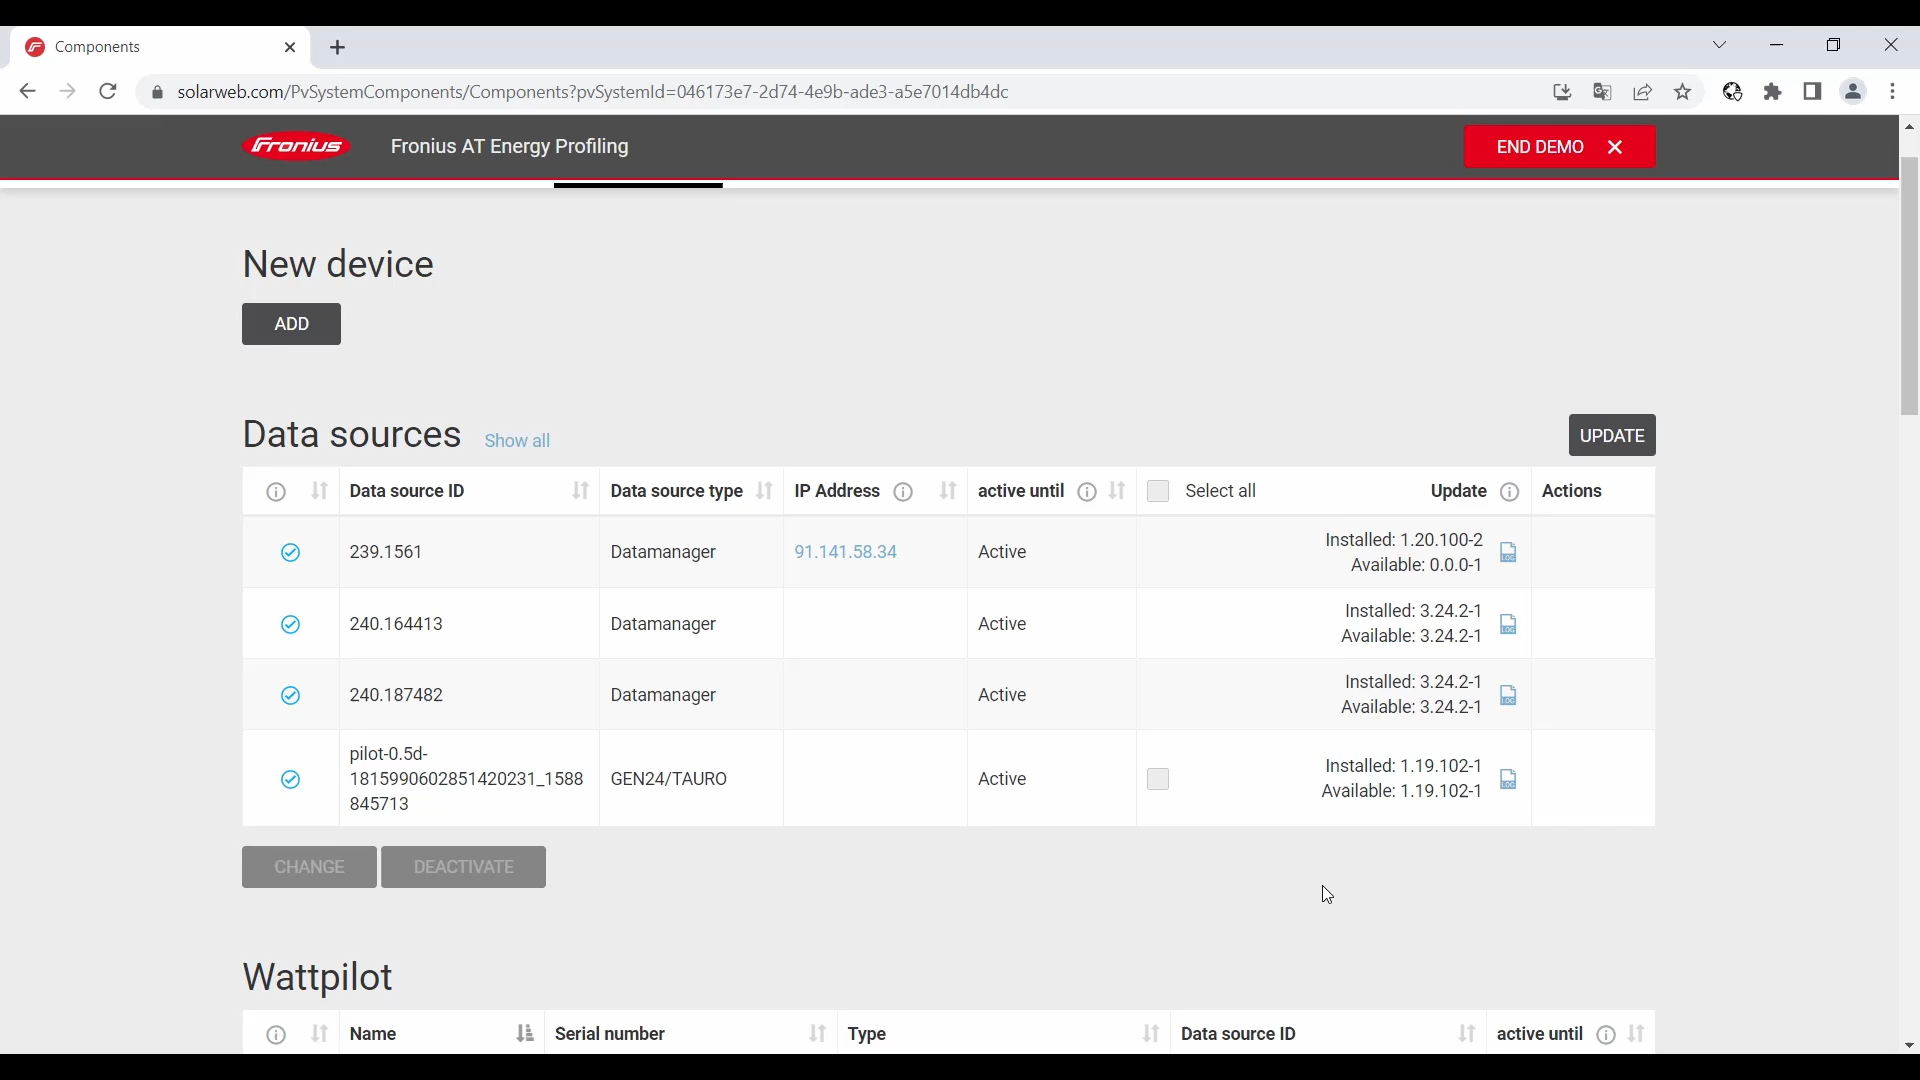 Components
solarweb.com/PvSystemComponents/Components?pvSystemId=046173e7-2d74-4e9b-ade3-a5e7014db4dc
Fronius Fronius AT Energy Profiling END DEMO
New device
ADD
Data sources Show all UPDATE
Data source ID Data source type IP Address active until Select all Update Actions
239.1561 Datamanager 91.141.58.34 Active Installed: 1.20.100-2
Available: 0.0.0-1
LOG
240.164413 Datamanager Active Installed: 3.24.2-1
Available: 3.24.2-1
LOG
240.187482 Datamanager Active Installed: 3.24.2-1
Available: 3.24.2-1
LOG
pilot-0.5d-
1815990602851420231_1588
845713
GEN24/TAURO Active Installed: 1.19.102-1
Available: 1.19.102-1
LOG
CHANGE DEACTIVATE
Wattpilot
Name Serial number Type Data source ID active until